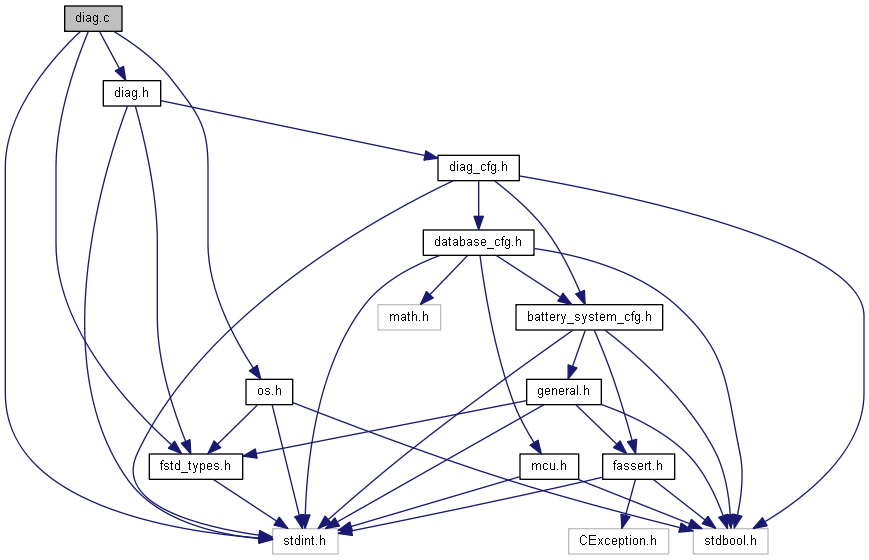 diag.c
diag.h
diag_cfg.h
database_cfg.h
math.h
battery_system_cfg.h
os.h
general.h
fstd_types.h
mcu.h
fassert.h
stdint.h
CException.h
stdbool.h